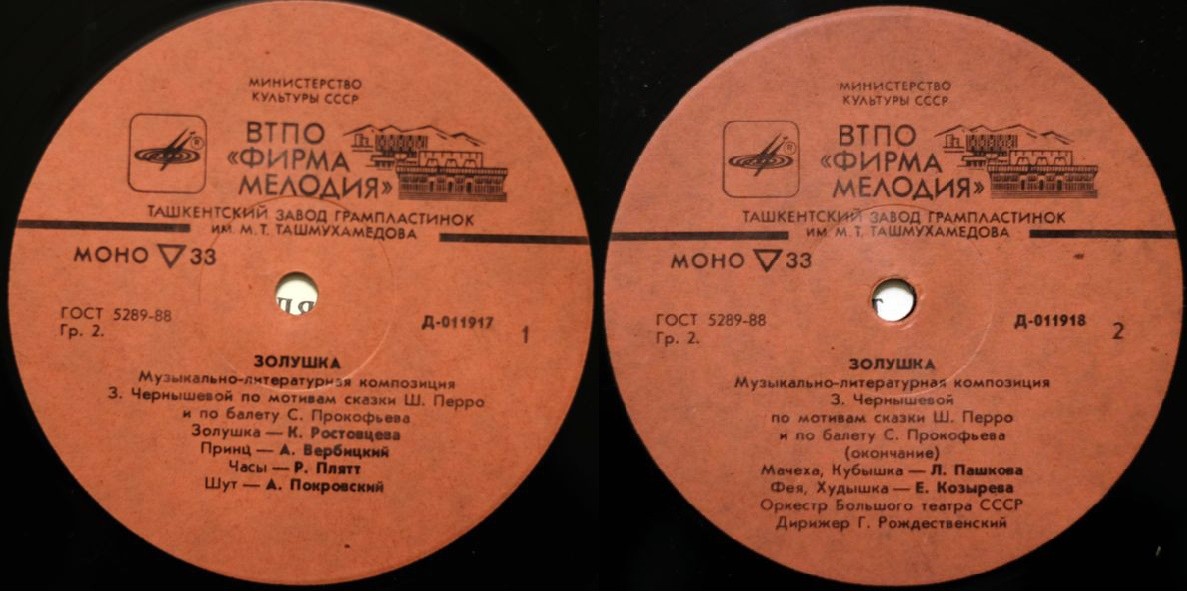 МИНИСТЕРСТВО
КУЛЬТУРЫ СССР
ВТПО
«ФИРМА
МЕЛОДИЯ»
ТАШКЕНТСКИЙ ЗАВОД ГРАМПЛАСТИНОК
ИМ. М. Т. ТАШМУХАМЕДОВА
МОНО 33
ГОСТ 5289-88
Гр. 2.
Д-011917
1
ЗОЛУШКА
Музыкально-литературная композиция
З. Чернышевой по мотивам сказки Ш. Перро
и по балету С. Прокофьева
Золушка — К. Ростовцева
Принц — А. Вербицкий
Часы — Р. Плятт
Шут — А. Покровский
МИНИСТЕРСТВО
КУЛЬТУРЫ СССР
ВТПО
«ФИРМА
МЕЛОДИЯ»
ТАШКЕНТСКИЙ ЗАВОД ГРАМПЛАСТИНОК
ИМ. М. Т. ТАШМУХАМЕДОВА
МОНО 33
ГОСТ 5289-88
Гр. 2.
Д-011918
2
ЗОЛУШКА
Музыкально-литературная композиция
З. Чернышевой
по мотивам сказки Ш. Перро
и по балету С. Прокофьева
(окончание)
Мачеха, Кубышка — Л. Пашкова
Фея, Худышка — Е. Козырева
Оркестр Большого театра СССР
Дирижер Г. Рождественский